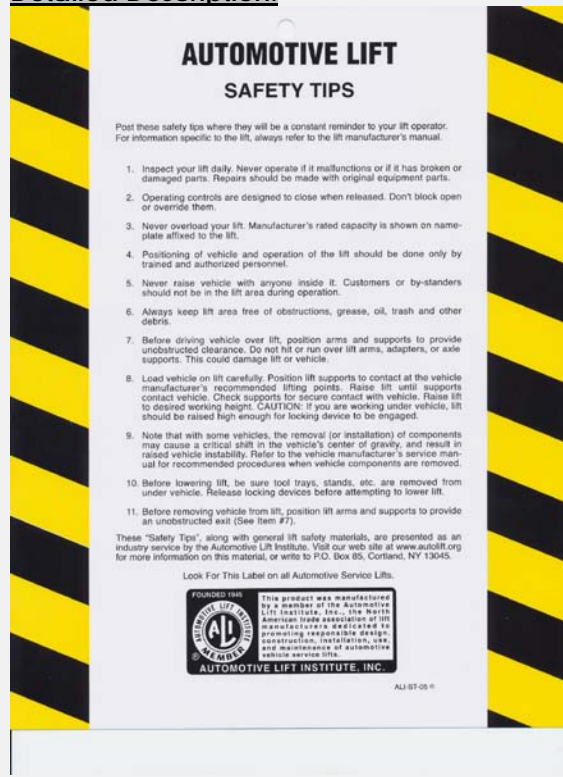 Detailed Description:
AUTOMOTIVE LIFT
SAFETY TIPS
Post these safety tips where they will be a constant reminder to your lift operator.
For information specific to the lift, always refer to the lift manufacturer's manual.
1. Inspect your lift daily. Never operate if it malfunctions or if it has broken or
damaged parts. Repairs should be made with original equipment parts.
2. Operating controls are designed to close when released. Don't block open
or override them.
3. Never overload your lift. Manufacturer's rated capacity is shown on name-
plate affixed to the lift.
4. Positioning of vehicle and operation of the lift should be done only by
trained and authorized personnel.
5. Never raise vehicle with anyone inside it. Customers or by-standers
should not be in the lift area during operation.
6. Always keep lift area free of obstructions, grease, oil, trash and other
debris.
7. Before driving vehicle over lift, position arms and supports to provide
unobstructed clearance. Do not hit or run over lift arms, adapters, or axle
supports. This could damage lift or vehicle.
8. Load vehicle on lift carefully. Position lift supports to contact at the vehicle
manufacturer's recommended lifting points. Raise lift until supports
contact vehicle. Check supports for secure contact with vehicle. Raise lift
to desired working height. CAUTION: If you are working under vehicle, lift
should be raised high enough for locking device to be engaged.
9. Note that with some vehicles, the removal (or installation) of components
may cause a critical shift in the vehicle's center of gravity, and result in
raised vehicle instability. Refer to the vehicle manufacturer's service man-
ual for recommended procedures when vehicle components are removed.
10. Before lowering lift, be sure tool trays, stands, etc. are removed from
under vehicle. Release locking devices before attempting to lower lift.
11. Before removing vehicle from lift, position lift arms and supports to provide
an unobstructed exit (See Item #7).
These "Safety Tips", along with general lift safety materials, are presented as an
industry service by the Automotive Lift Institute. Visit our web site at www.autolift.org
for more information on this material, or write to P.O. Box 85, Cortland, NY 13045.
Look For This Label on all Automotive Service Lifts.
FOUNDED 1945
AUTOMOTIVE LIFT INSTITUTE
ALI
MEMBER
®
This product was manufactured
by a member of the Automotive
Lift Institute, Inc., the North
American trade association of lift
manufacturers dedicated to
promoting responsible design,
construction, installation, use,
and maintenance of automotive
vehicle service lifts.
AUTOMOTIVE LIFT INSTITUTE, INC.
ALI-ST-05 ©